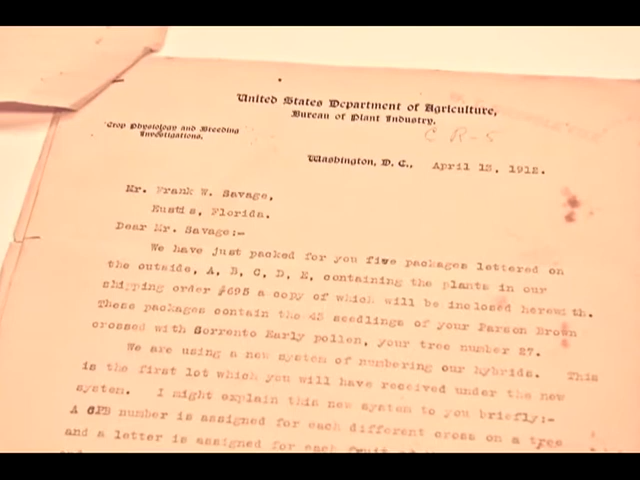 United States Department of Agriculture,
Bureau of Plant Industry.
Crop Physiology and Breeding
Investigations.
C R-5
Washington, D. C., April 13, 1912.
Mr. Frank W. Savage,
Eustis, Florida.
Dear Mr. Savage:-
We have just packed for you five packages lettered on
the outside, A, B, C, D, E, containing the plants in our
shipping order #695 a copy of which will be inclosed herewith.
These packages contain the 43 seedlings of your Parson Brown
crossed with Sorrento Early pollen, your tree number 27.
We are using a new system of numbering our hybrids. This
is the first lot which you will have received under the new
system. I might explain this new system to you briefly:-
A CPB number is assigned for each different cross on a tree
and a letter is assigned for each fruit of